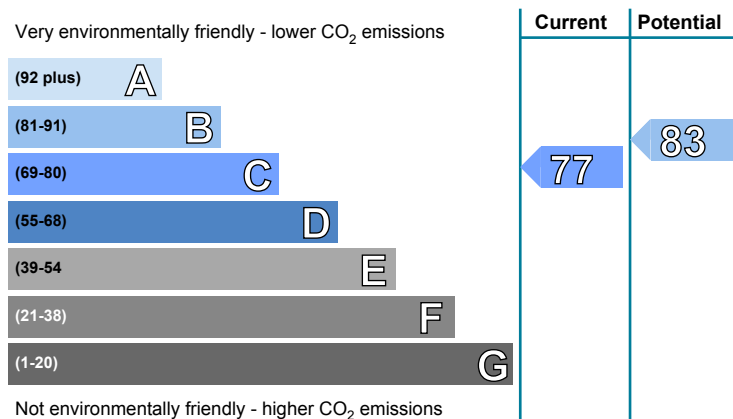 Very environmentally friendly - lower CO₂ emissions
Current
Potential
(92 plus) A
(81-91) B
(69-80) C
(55-68) D
(39-54 E
(21-38) F
(1-20) G
77
83
Not environmentally friendly - higher CO₂ emissions